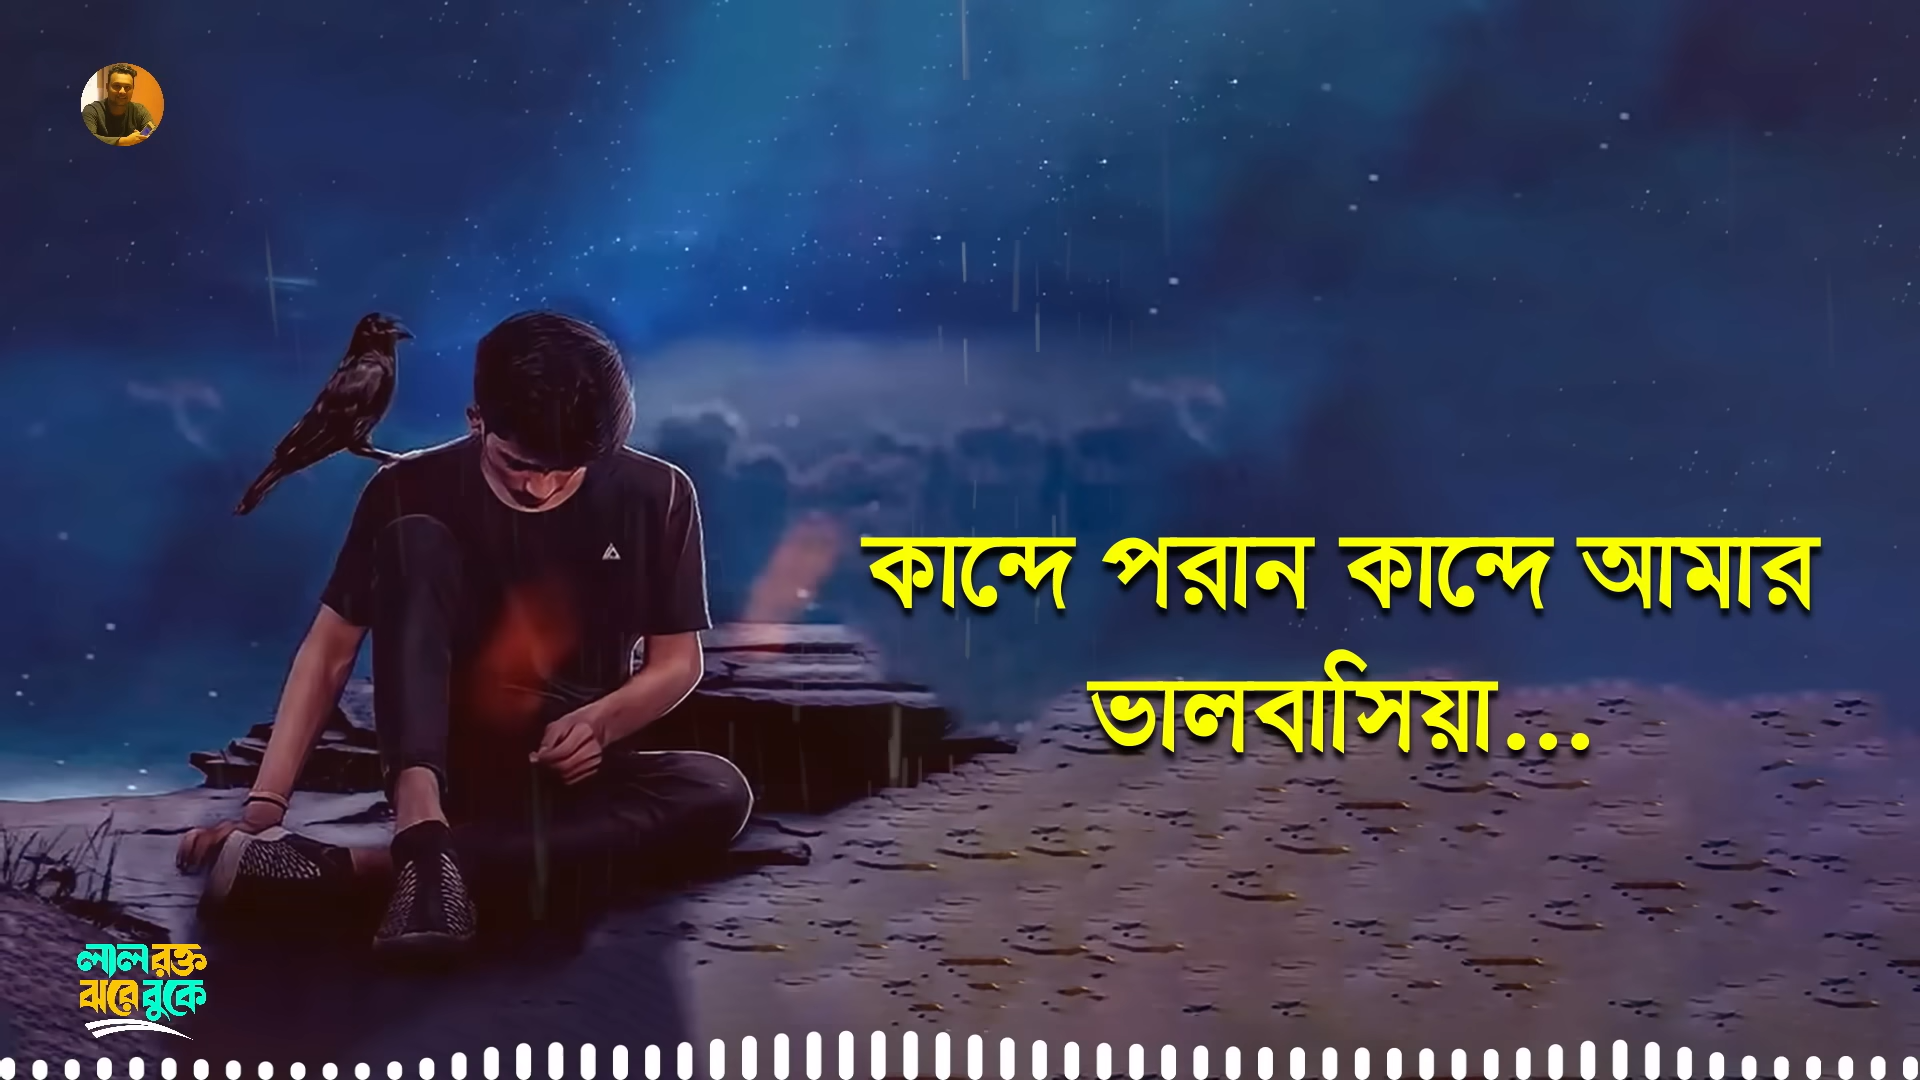 কান্দে পরান কান্দে আমার
ভালবাসিয়া...
লাল রক্ত
ঝরে বুকে